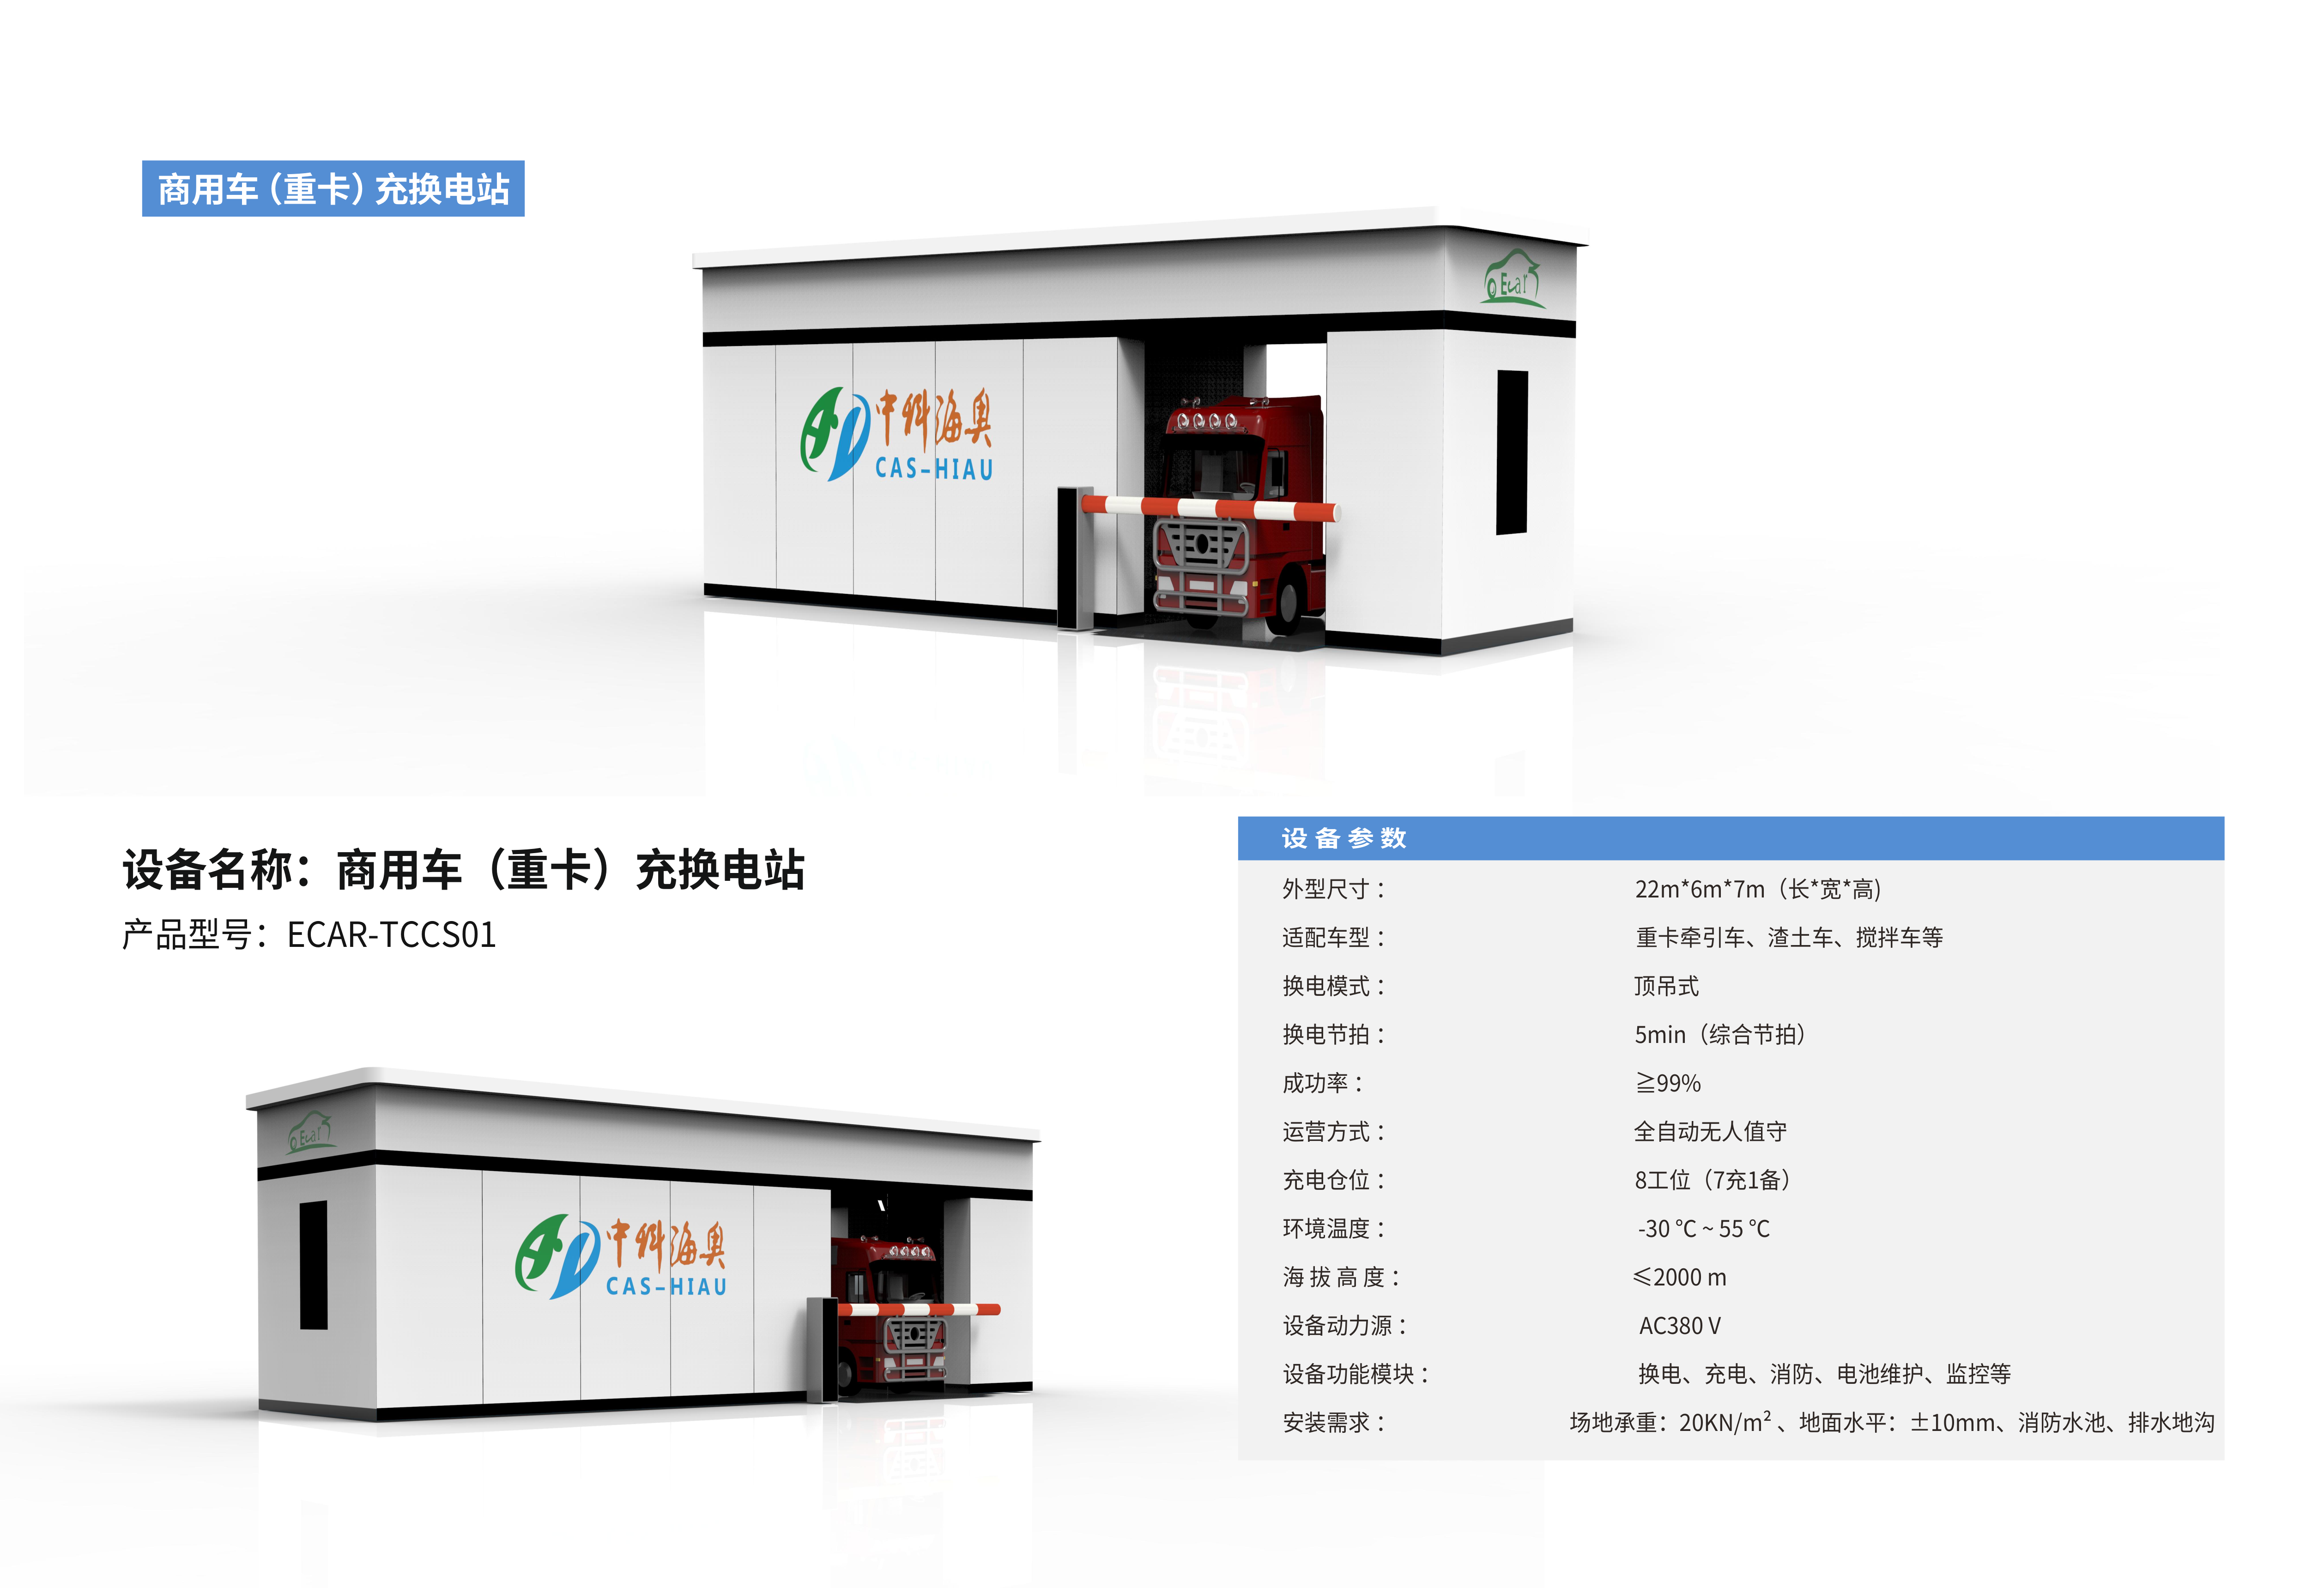 商用车（重卡）充换电站
Ecar
中科海奥
CAS-HIAU
设备名称：商用车（重卡）充换电站
产品型号：ECAR-TCCS01
Ecar
中科海奥
CAS-HIAU
设备参数
外型尺寸： 22m*6m*7m（长*宽*高)
适配车型： 重卡牵引车、渣土车、搅拌车等
换电模式： 顶吊式
换电节拍： 5min（综合节拍）
成功率： ≧99%
运营方式： 全自动无人值守
充电仓位： 8工位（7充1备）
环境温度： -30 ℃ ~ 55 ℃
海拔高度： ≤2000 m
设备动力源： AC380 V
设备功能模块： 换电、充电、消防、电池维护、监控等
安装需求： 场地承重：20KN/m² 、地面水平：±10mm、消防水池、排水地沟